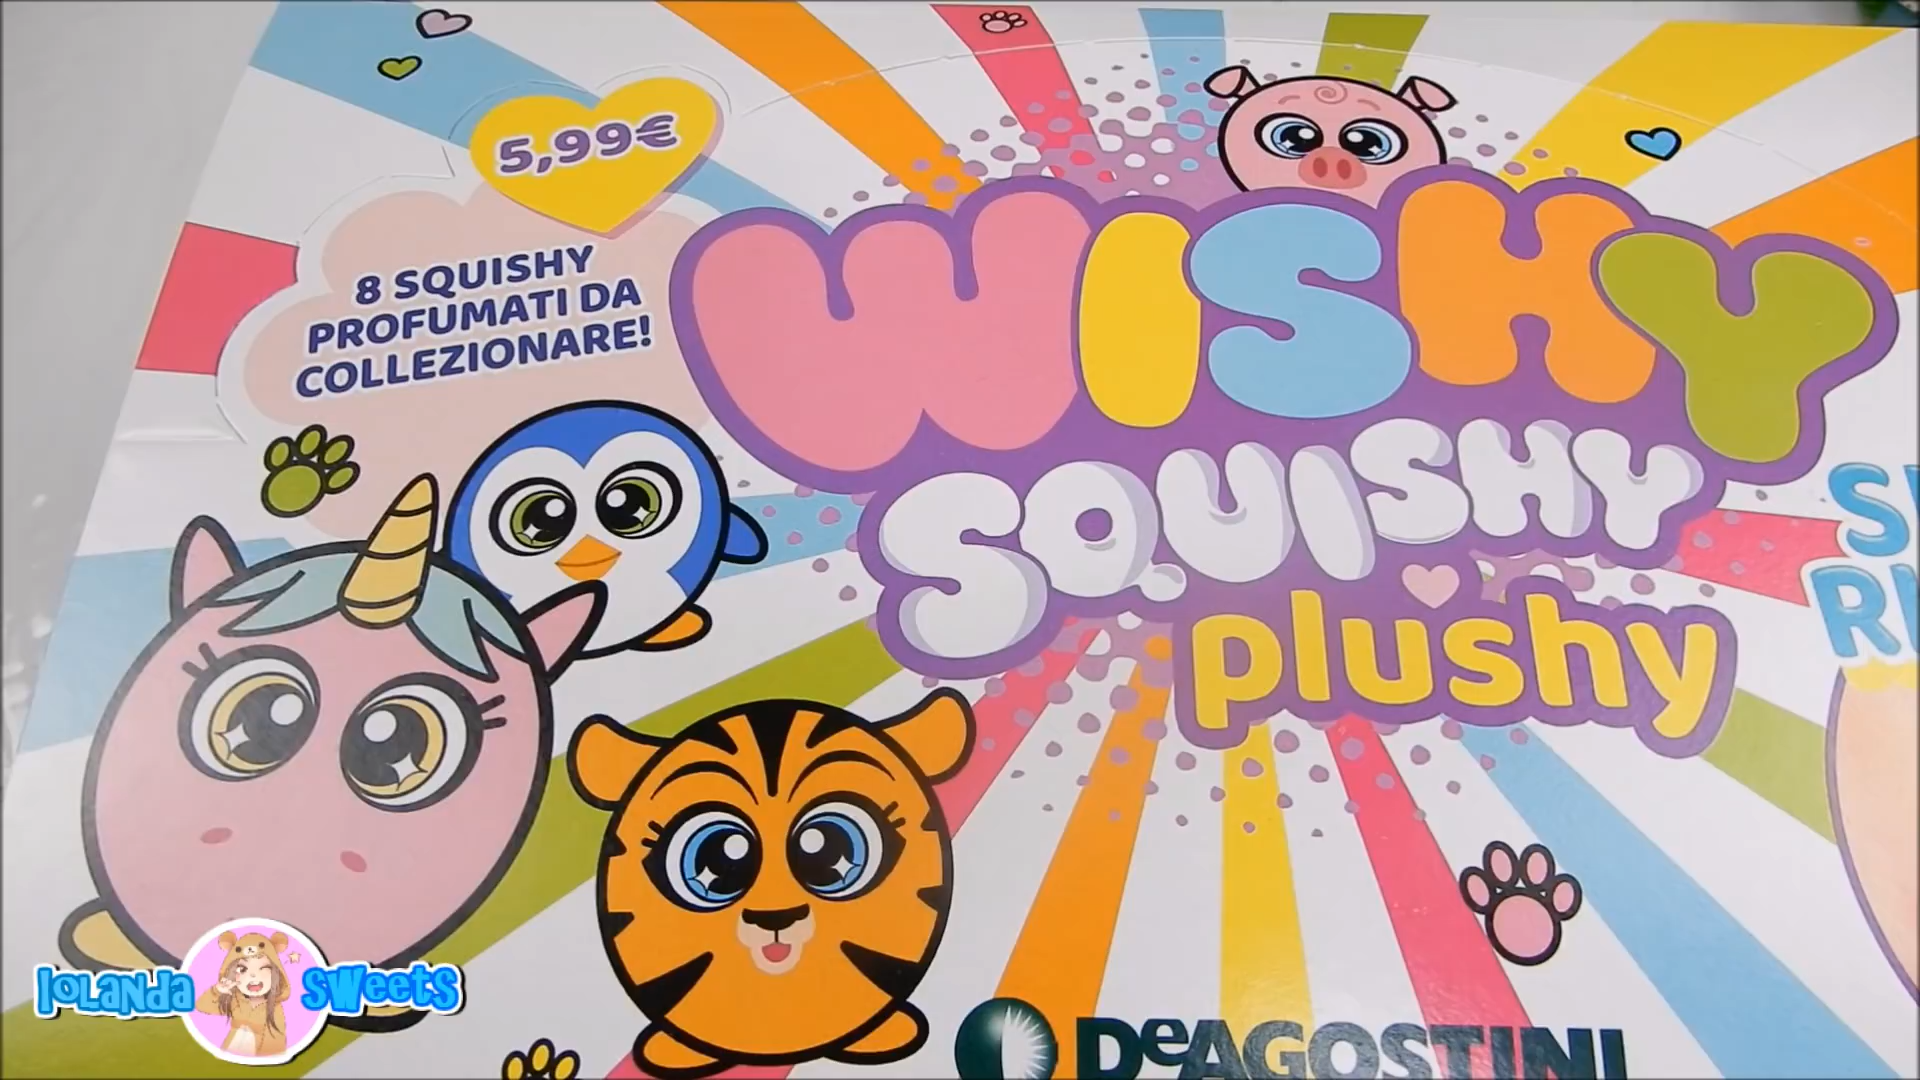 5,99€
8 SQUISHY
PROFUMATI DA
COLLEZIONARE!
WISHY
SQUISHY
plushy
DeAGOSTINI
IOLANDA SWEETS